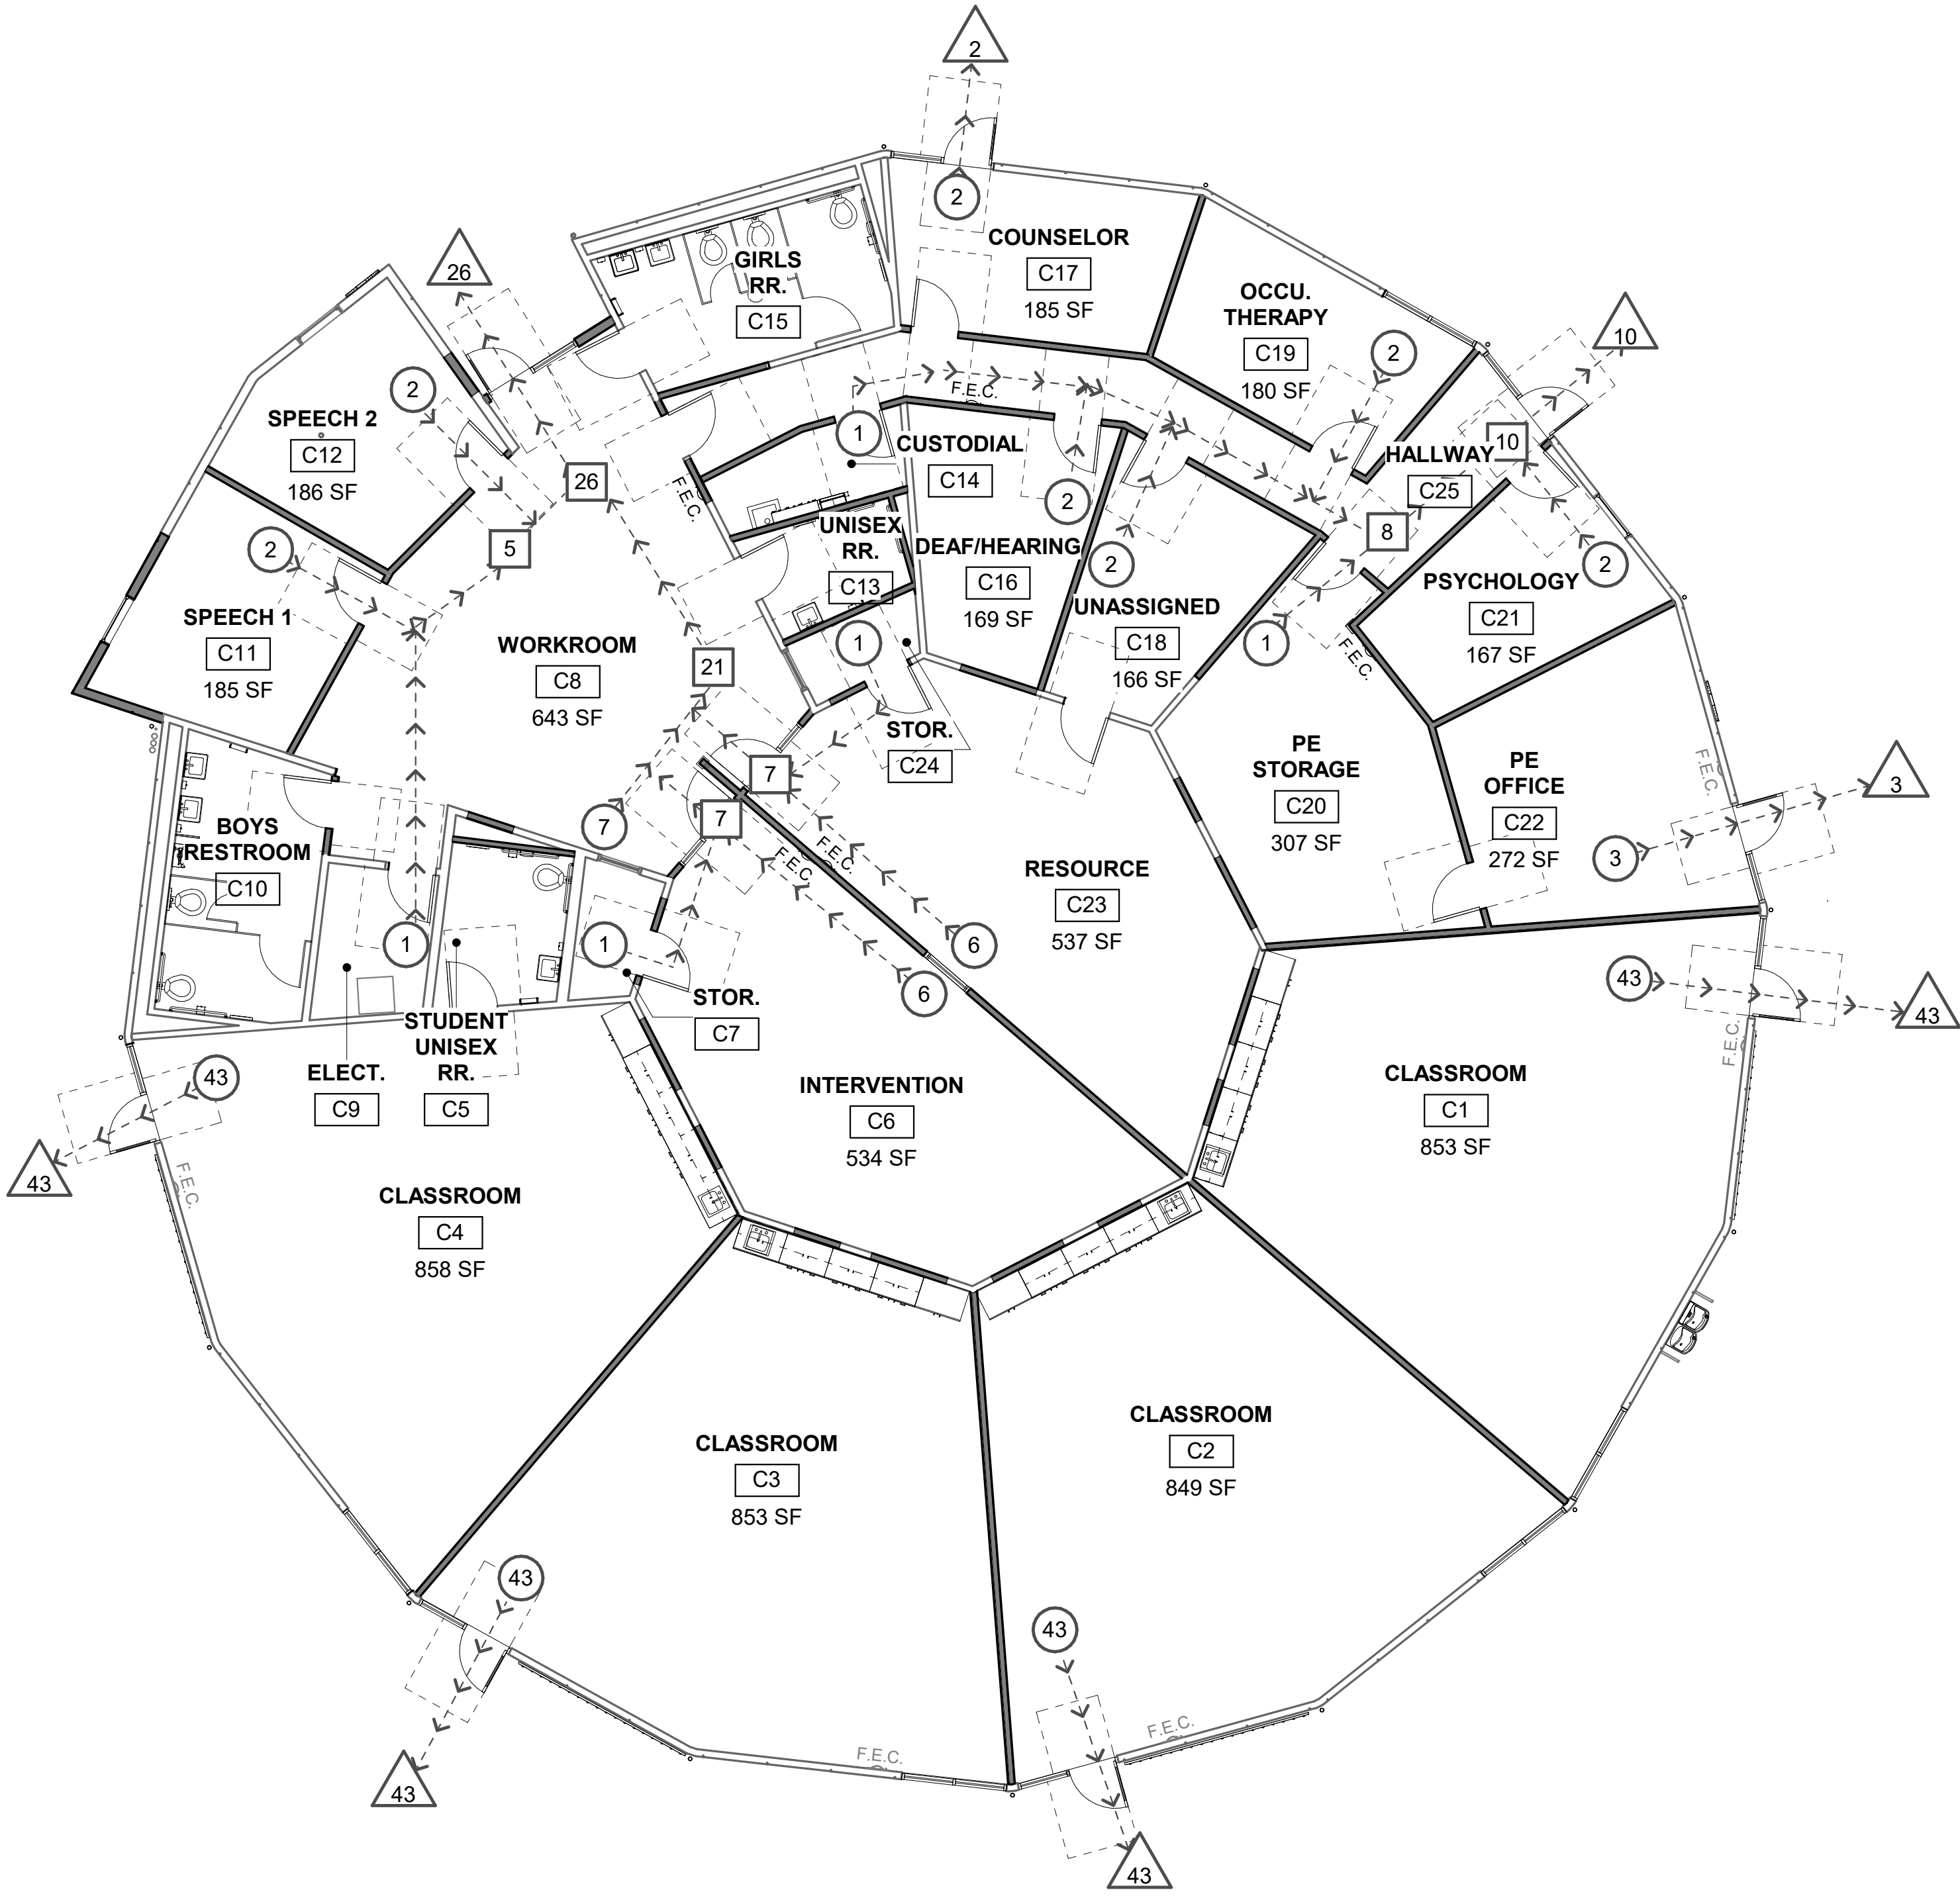 2
2
COUNSELOR
C17
185 SF
GIRLS
RR.
C15
26
OCCU.
THERAPY
C19
180 SF
2
10
2
SPEECH 2
C12
186 SF
26
F.E.C.
1
CUSTODIAL
C14
HALLWAY
C25
10
F.E.C.
2
5
2
SPEECH 1
C11
185 SF
UNISEX
RR.
C13
DEAF/HEARING
C16
169 SF
2
8
2
PSYCHOLOGY
C21
167 SF
UNASSIGNED
C18
166 SF
1
F.E.C.
WORKROOM
C8
643 SF
21
1
STOR.
C24
7
7
7
F.E.C.
F.E.C.
PE
STORAGE
C20
307 SF
PE
OFFICE
C22
272 SF
F.E.C.
3
3
BOYS
RESTROOM
C10
RESOURCE
C23
537 SF
1
1
6
6
43
43
F.E.C.
STOR.
C7
STUDENT
UNISEX
RR.
C5
ELECT.
C9
43
43
F.E.C.
INTERVENTION
C6
534 SF
CLASSROOM
C1
853 SF
CLASSROOM
C4
858 SF
CLASSROOM
C3
853 SF
CLASSROOM
C2
849 SF
43
43
43
43
F.E.C.
F.E.C.